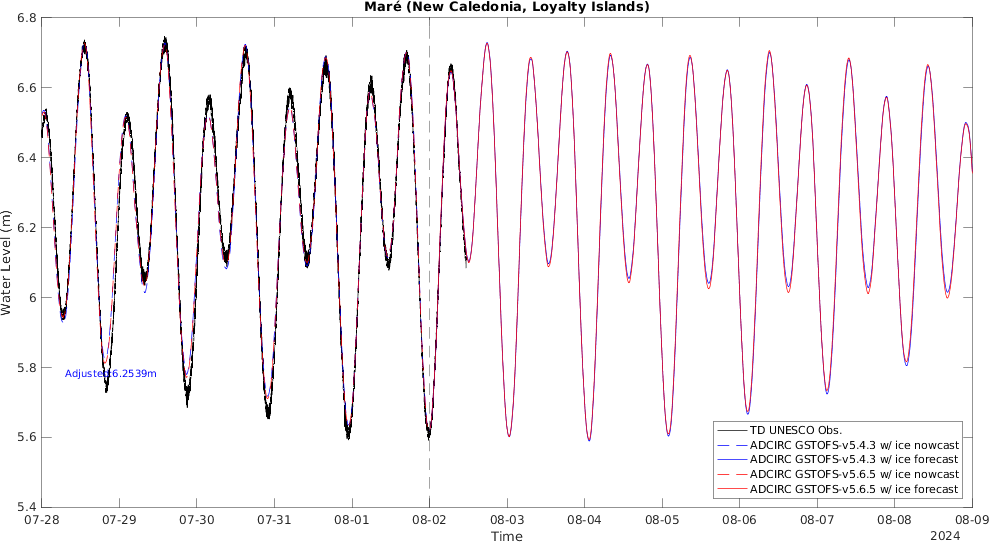 Maré (New Caledonia, Loyalty Islands)
6.8
6.6
6.4
6.2
6
5.8
5.6
5.4
Water Level (m)
Adjusted:6.2539m
TD UNESCO Obs.
ADCIRC GSTOFS-v5.4.3 w/ ice nowcast
ADCIRC GSTOFS-v5.4.3 w/ ice forecast
ADCIRC GSTOFS-v5.6.5 w/ ice nowcast
ADCIRC GSTOFS-v5.6.5 w/ ice forecast
07-28 07-29 07-30 07-31 08-01 08-02 08-03 08-04 08-05 08-06 08-07 08-08 08-09
Time
2024